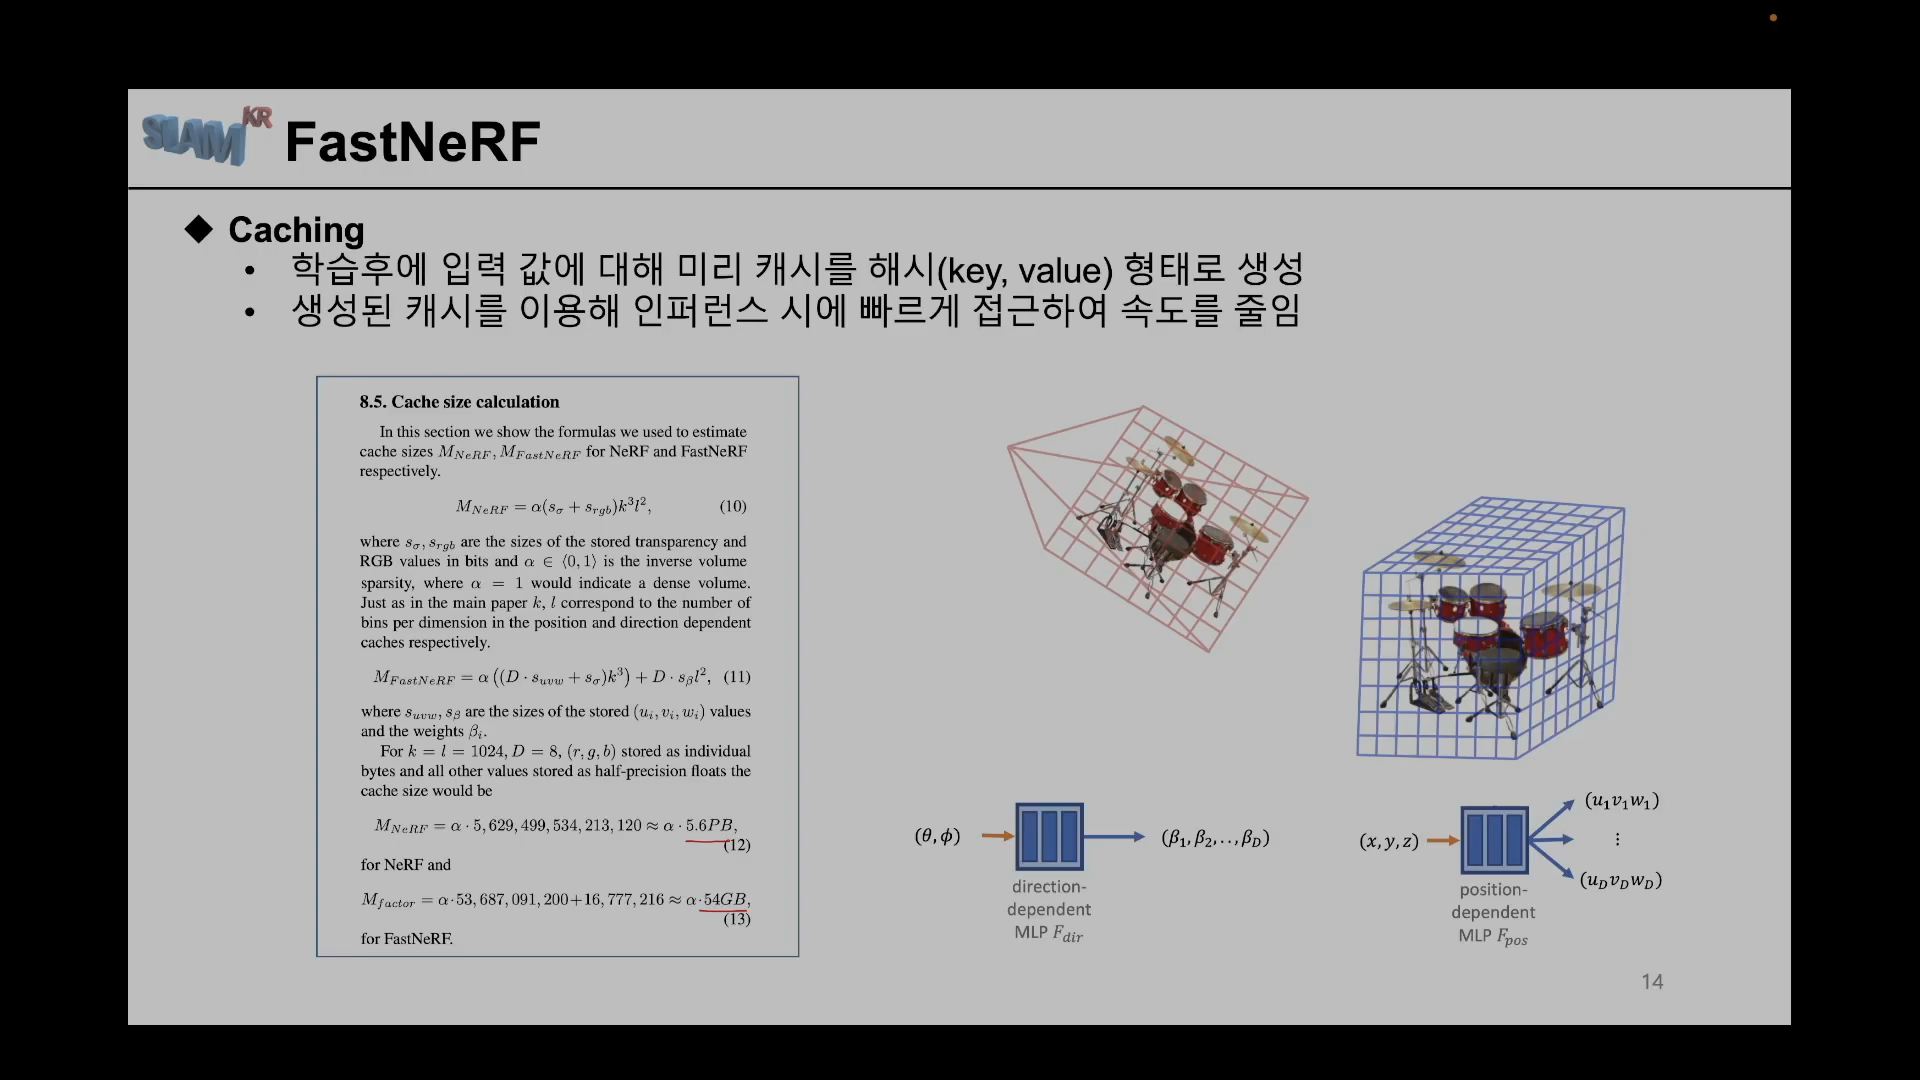 SLAM KR FastNeRF
◆ Caching
• 학습후에 입력 값에 대해 미리 캐시를 해시(key, value) 형태로 생성
• 생성된 캐시를 이용해 인퍼런스 시에 빠르게 접근하여 속도를 줄임
8.5. Cache size calculation
In this section we show the formulas we used to estimate
cache sizes M_NeRF, M_FastNeRF for NeRF and FastNeRF
respectively.
M_NeRF = α(s_σ + s_rgb)k³l², (10)
where s_σ, s_rgb are the sizes of the stored transparency and
RGB values in bits and α ∈ ⟨0, 1⟩ is the inverse volume
sparsity, where α = 1 would indicate a dense volume.
Just as in the main paper k, l correspond to the number of
bins per dimension in the position and direction dependent
caches respectively.
M_FastNeRF = α ((D · s_uvw + s_σ)k³) + D · s_β l², (11)
where s_uvw, s_β are the sizes of the stored (u_i, v_i, w_i) values
and the weights β_i.
For k = l = 1024, D = 8, (r, g, b) stored as individual
bytes and all other values stored as half-precision floats the
cache size would be
M_NeRF = α · 5, 629, 499, 534, 213, 120 ≈ α · 5.6PB,
(12)
for NeRF and
M_factor = α·53, 687, 091, 200+16, 777, 216 ≈ α·54GB,
(13)
for FastNeRF.
(θ, ϕ)
(β₁, β₂, . . , β_D)
direction-
dependent
MLP F_dir
(x, y, z)
(u₁v₁w₁)
⋮
(u_D v_D w_D)
position-
dependent
MLP F_pos
14